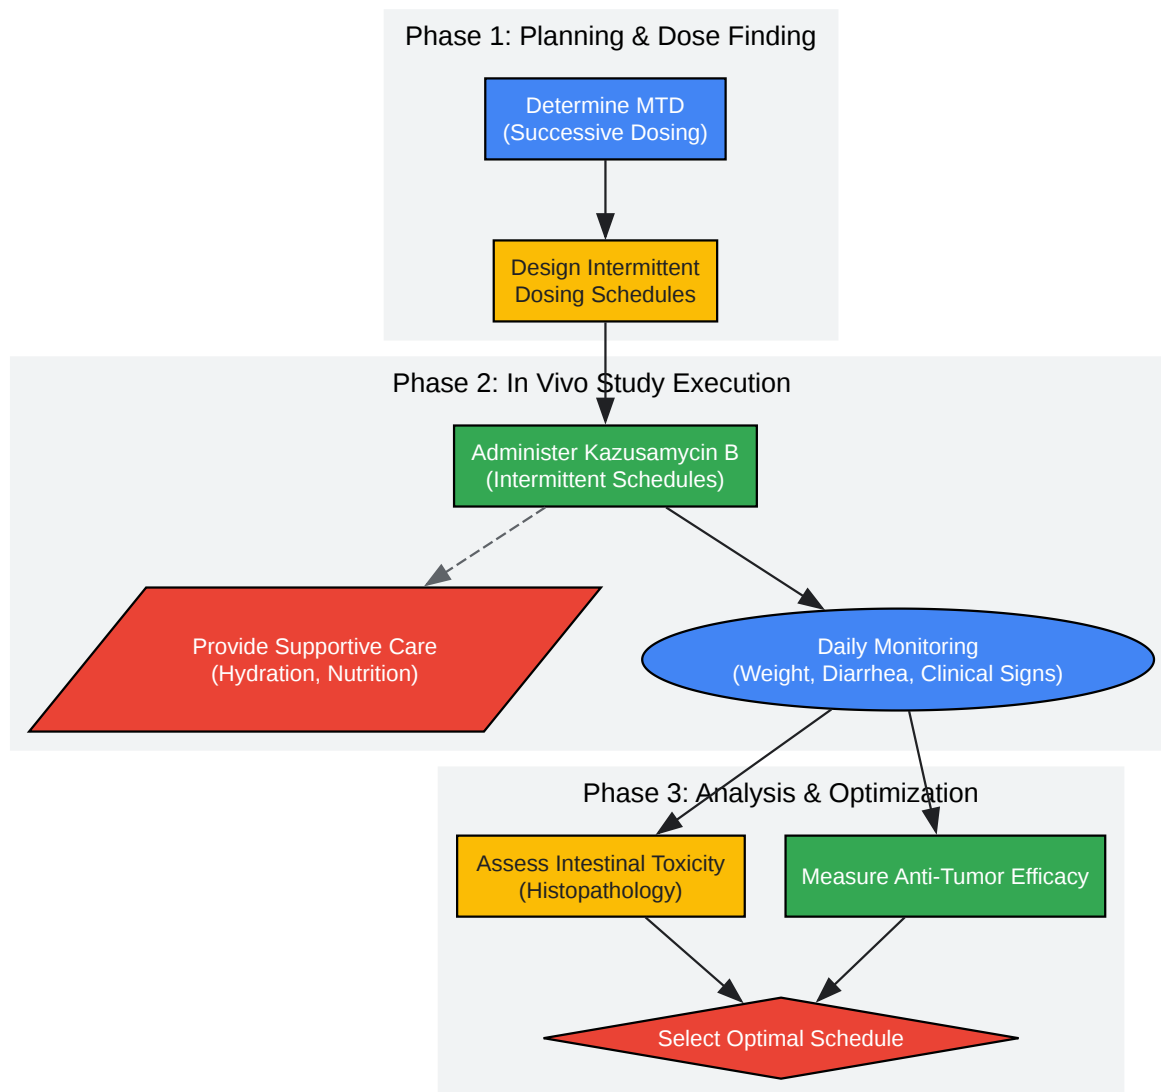 Phase 1: Planning & Dose Finding
Determine MTD
(Successive Dosing)
Design Intermittent
Dosing Schedules
Phase 2: In Vivo Study Execution
Administer Kazusamycin B
(Intermittent Schedules)
Provide Supportive Care
(Hydration, Nutrition)
Daily Monitoring
(Weight, Diarrhea, Clinical Signs)
Phase 3: Analysis & Optimization
Assess Intestinal Toxicity
(Histopathology)
Measure Anti-Tumor Efficacy
Select Optimal Schedule